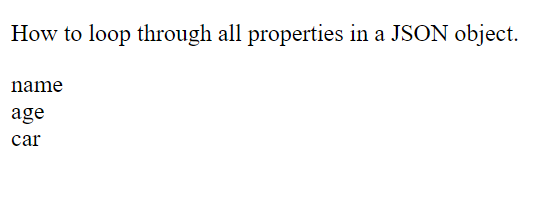 How to loop through all properties in a JSON object.
name
age
car